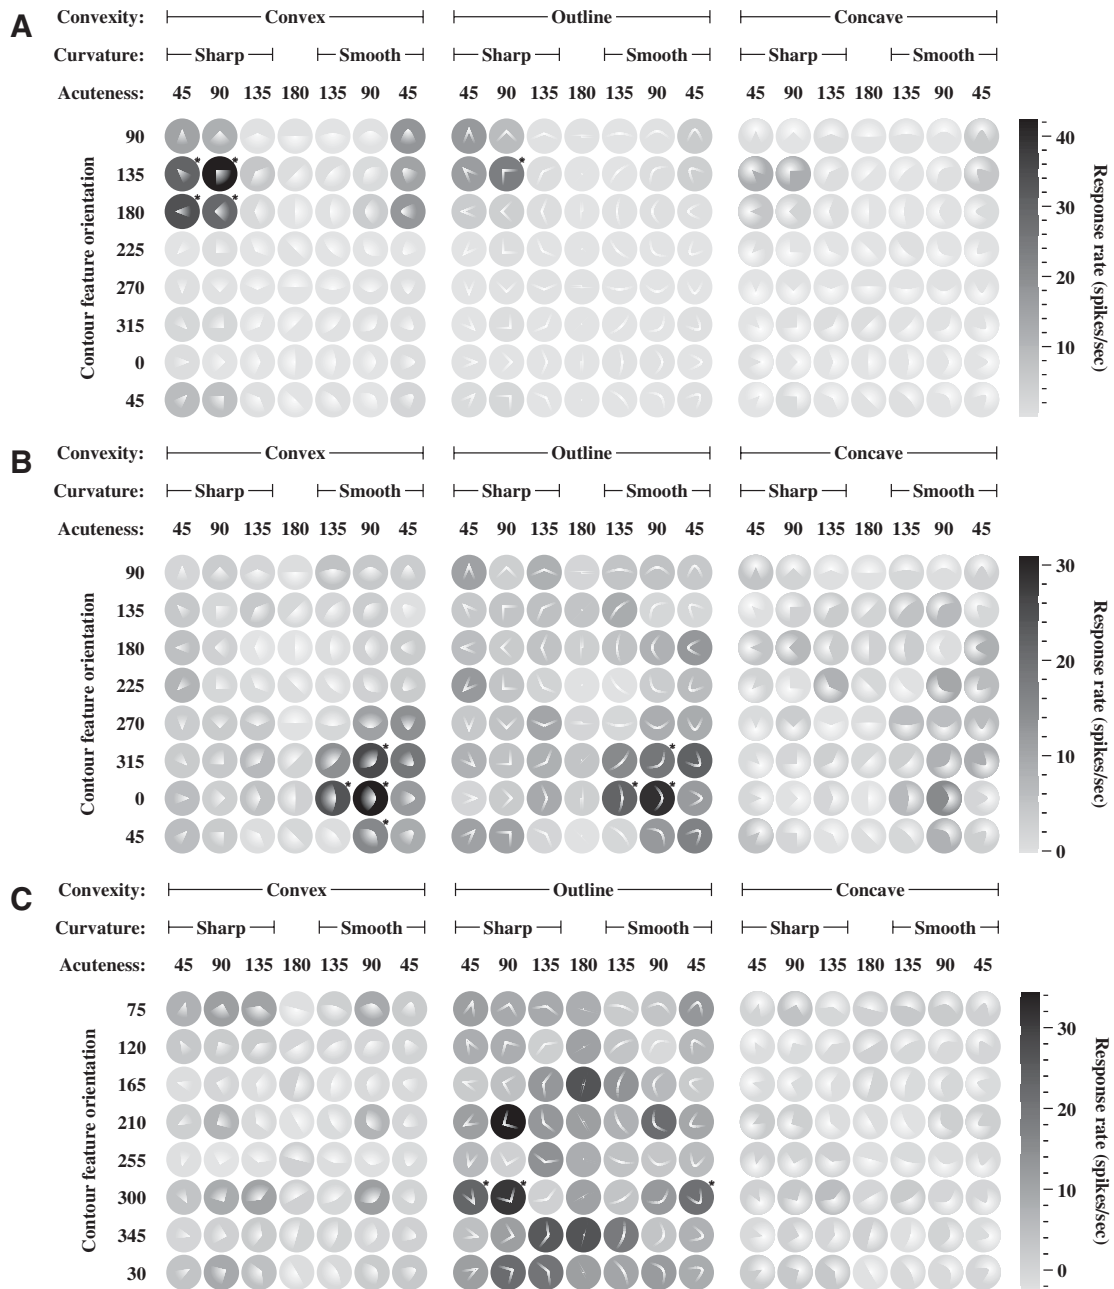 A
Convexity: Convex Outline Concave
Curvature: Sharp Smooth Sharp Smooth Sharp Smooth
Acuteness: 45 90 135 180 135 90 45 45 90 135 180 135 90 45 45 90 135 180 135 90 45
Contour feature orientation
90
135
180
225
270
315
0
45
* * * * *
40
30
20
10
Response rate (spikes/sec)
B
Convexity: Convex Outline Concave
Curvature: Sharp Smooth Sharp Smooth Sharp Smooth
Acuteness: 45 90 135 180 135 90 45 45 90 135 180 135 90 45 45 90 135 180 135 90 45
Contour feature orientation
90
135
180
225
270
315
0
45
* * * * * * *
30
20
10
0
Response rate (spikes/sec)
C
Convexity: Convex Outline Concave
Curvature: Sharp Smooth Sharp Smooth Sharp Smooth
Acuteness: 45 90 135 180 135 90 45 45 90 135 180 135 90 45 45 90 135 180 135 90 45
Contour feature orientation
75
120
165
210
255
300
345
30
* * *
30
20
10
0
Response rate (spikes/sec)